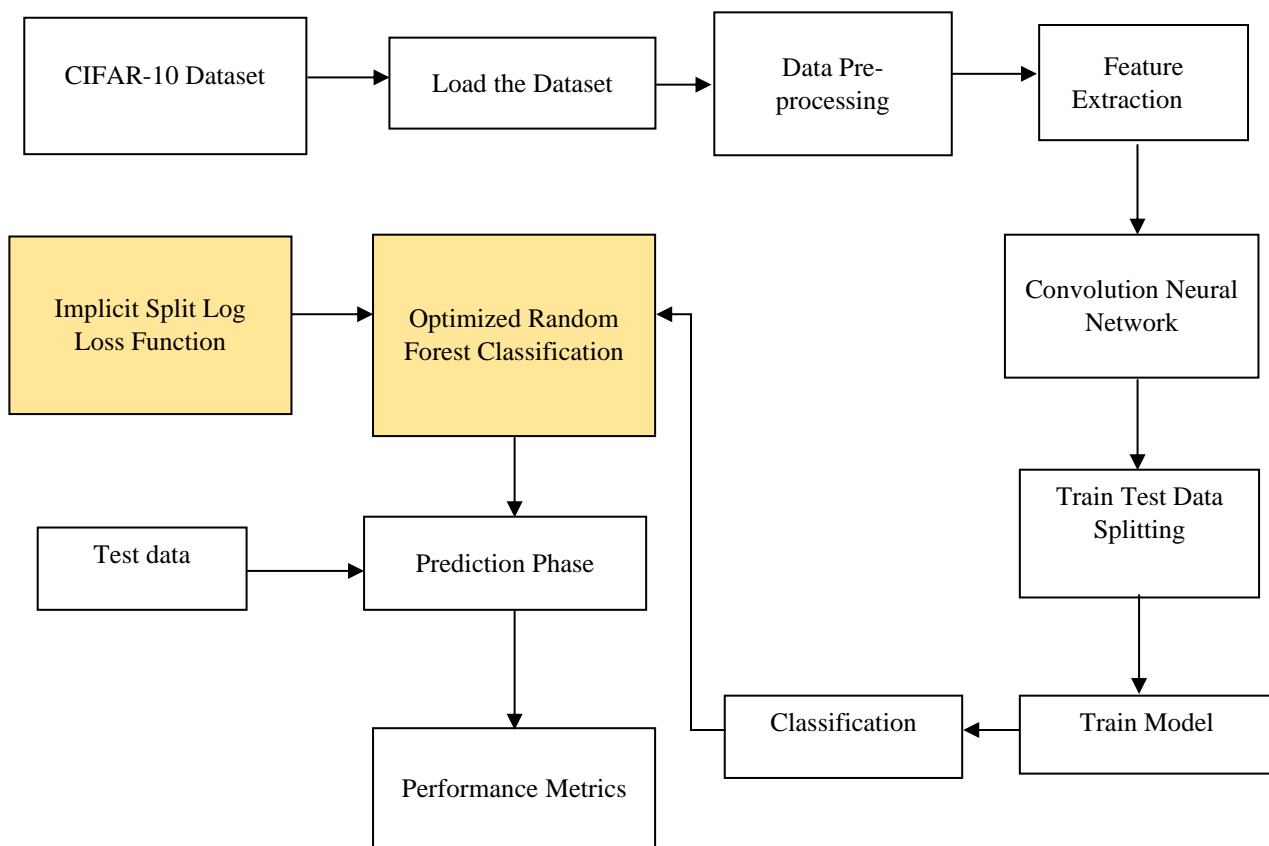 CIFAR-10 Dataset
Load the Dataset
Data Pre-
processing
Feature
Extraction
Implicit Split Log
Loss Function
Optimized Random
Forest Classification
Convolution Neural
Network
Train Test Data
Splitting
Test data
Prediction Phase
Classification
Train Model
Performance Metrics